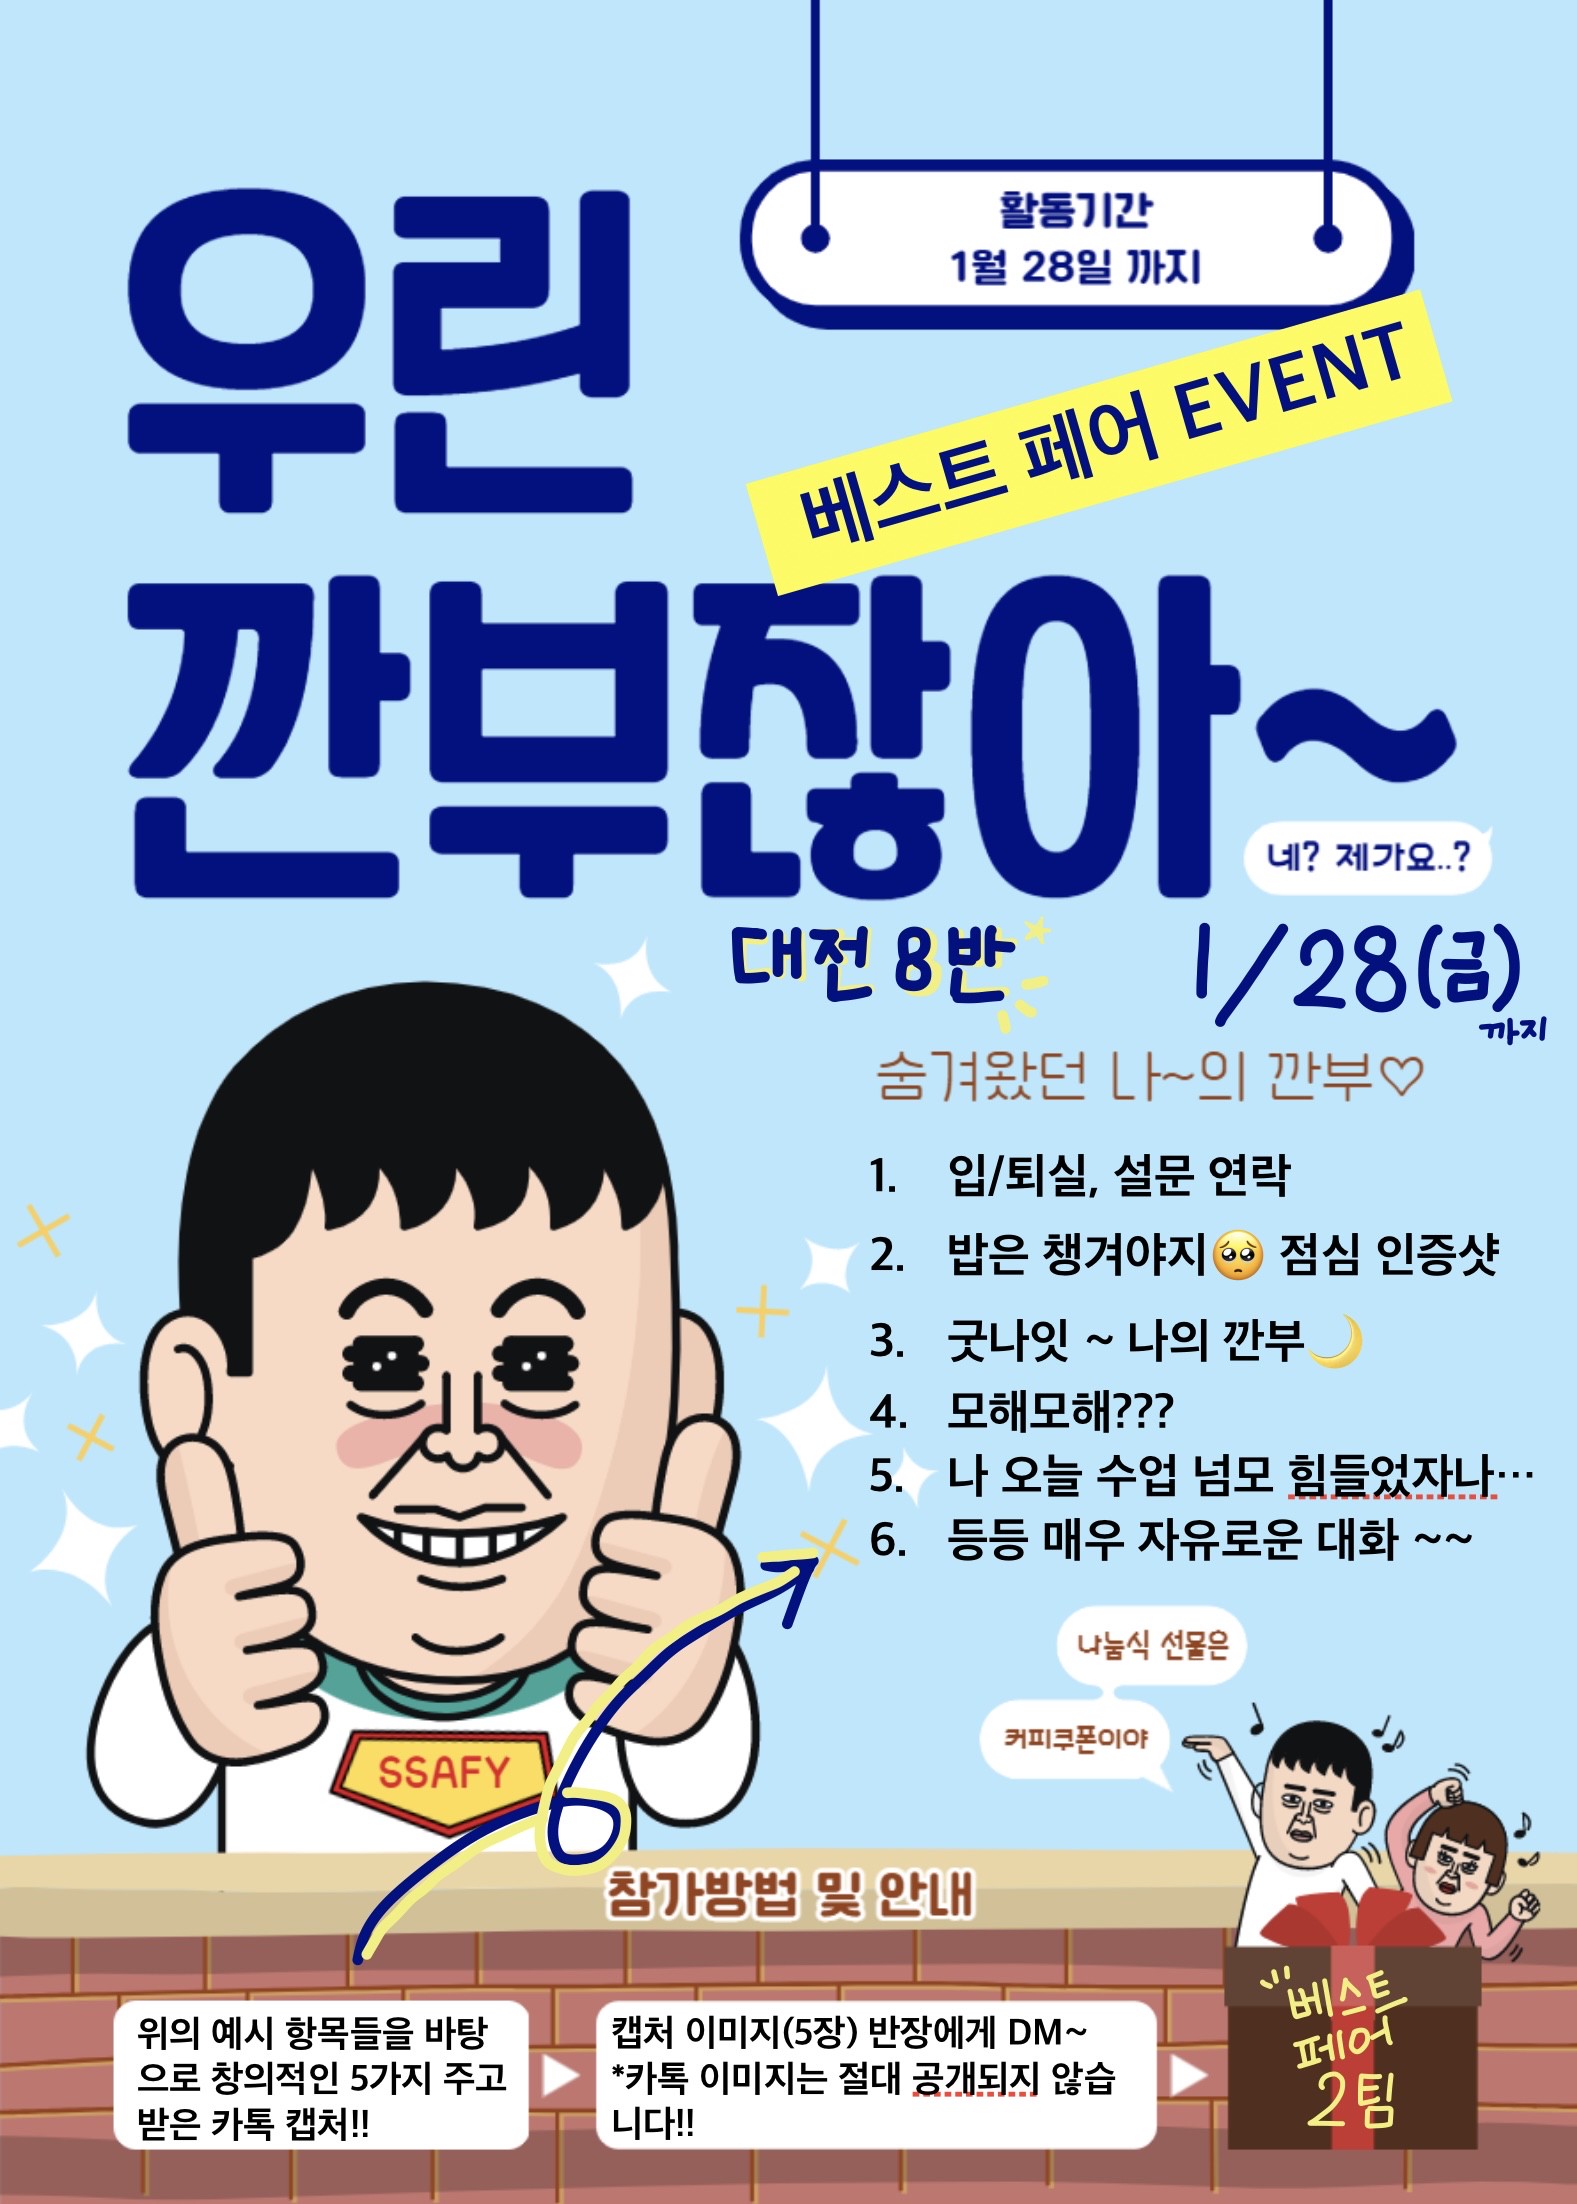 활동기간
1월 28일 까지
우린
베스트 페어 EVENT
깐부잖아~
네? 제가요..?
대전 8반
1/28(금)
까지
숨겨왔던 나~의 깐부♡
1. 입/퇴실, 설문 연락
2. 밥은 챙겨야지🥺 점심 인증샷
3. 굿나잇 ~ 나의 깐부🌙
4. 모해모해???
5. 나 오늘 수업 넘모 힘들었자나…
6. 등등 매우 자유로운 대화 ~~
나눔식 선물은
커피쿠폰이야
SSAFY
참가방법 및 안내
위의 예시 항목들을 바탕
으로 창의적인 5가지 주고
받은 카톡 캡처!!
캡처 이미지(5장) 반장에게 DM~
*카톡 이미지는 절대 공개되지 않습
니다!!
베스트
페어
2팀